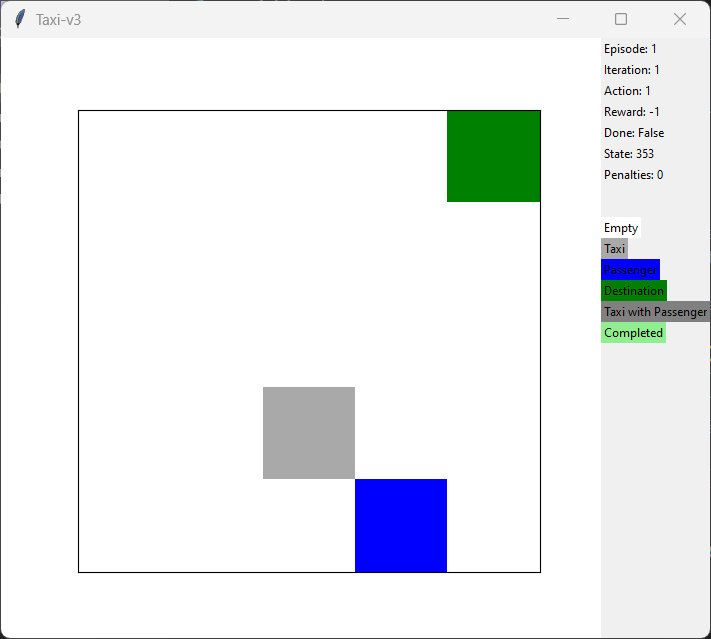 Taxi-v3
Episode: 1
Iteration: 1
Action: 1
Reward: -1
Done: False
State: 353
Penalties: 0
Empty
Taxi
Passenger
Destination
Taxi with Passenger
Completed